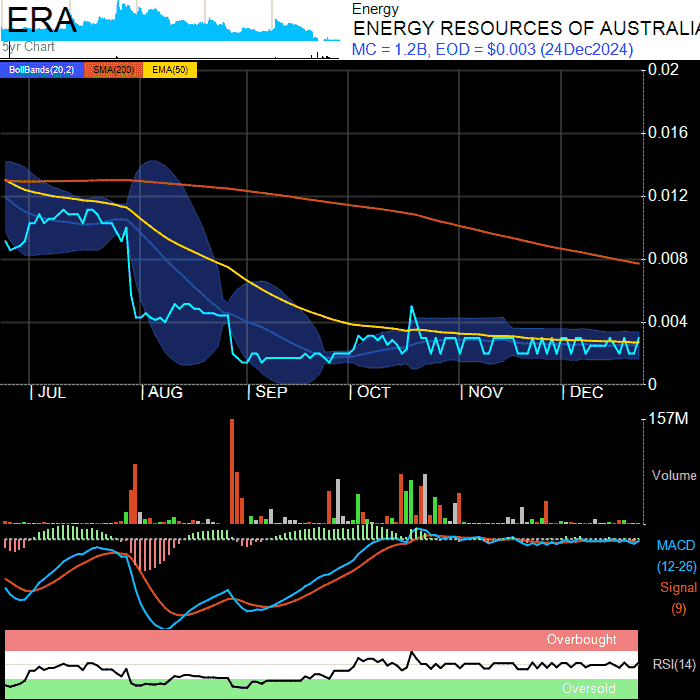 ERA
5yr Chart
Energy
ENERGY RESOURCES OF AUSTRALIA
MC = 1.2B, EOD = $0.003 (24Dec2024)
BollBands(20,2) SMA(200) EMA(50)
0.02
0.016
0.012
0.008
0.004
0
JUL AUG SEP OCT NOV DEC
157M
Volume
MACD
(12-26)
Signal
(9)
Overbought
RSI(14)
Oversold